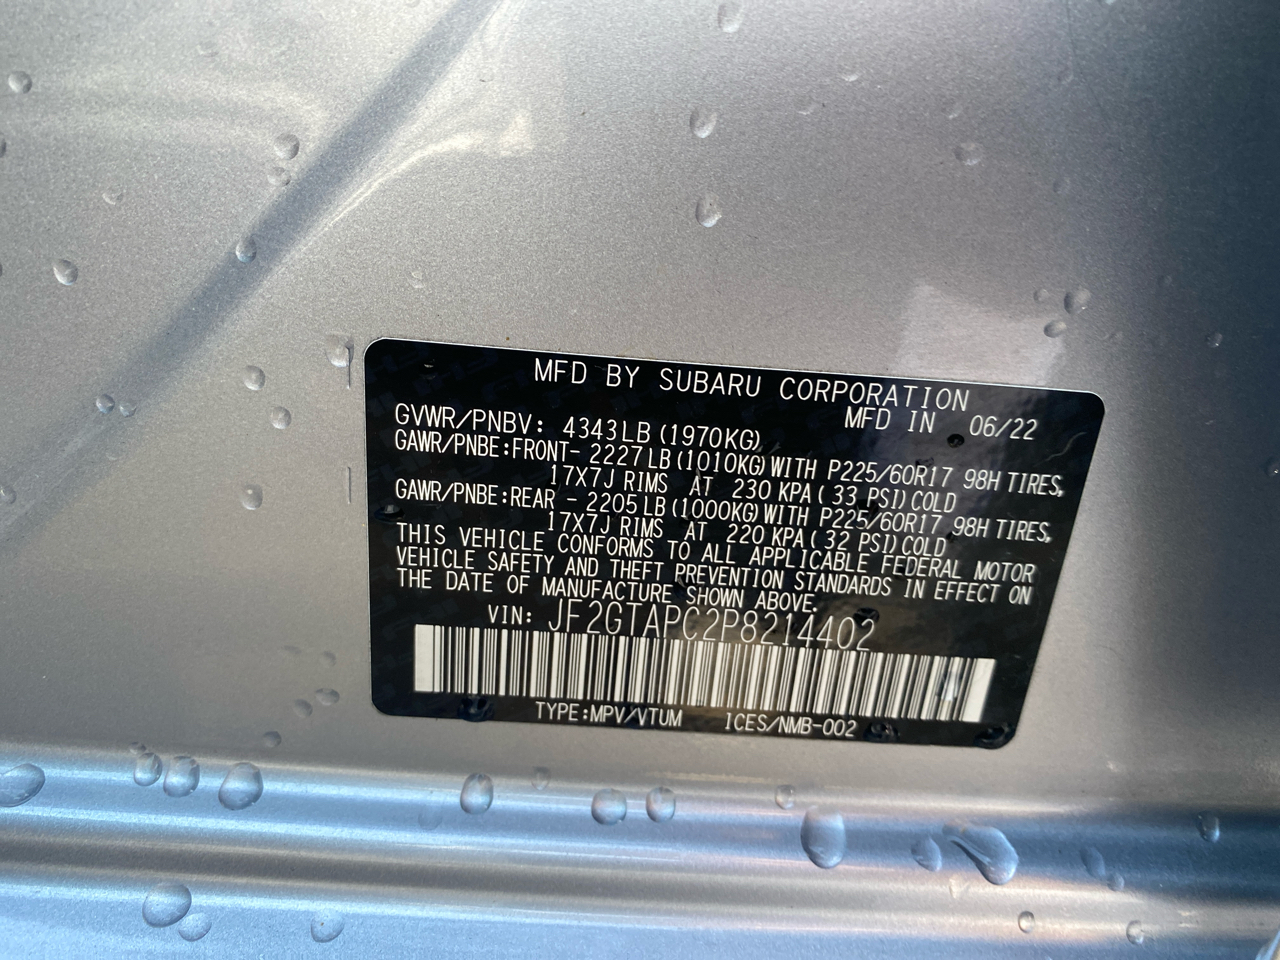 MFD BY SUBARU CORPORATION
MFD IN 06/22
GVWR/PNBV: 4343LB (1970KG)
GAWR/PNBE:FRONT- 2227LB (1010KG) WITH P225/60R17 98H TIRES,
17X7J RIMS AT 230 KPA ( 33 PSI) COLD
GAWR/PNBE:REAR - 2205LB (1000KG) WITH P225/60R17 98H TIRES,
17X7J RIMS AT 220 KPA ( 32 PSI) COLD
THIS VEHICLE CONFORMS TO ALL APPLICABLE FEDERAL MOTOR
VEHICLE SAFETY AND THEFT PREVENTION STANDARDS IN EFFECT ON
THE DATE OF MANUFACTURE SHOWN ABOVE.
VIN: JF2GTAPC2P8214402
TYPE:MPV/VTUM ICES/NMB-002